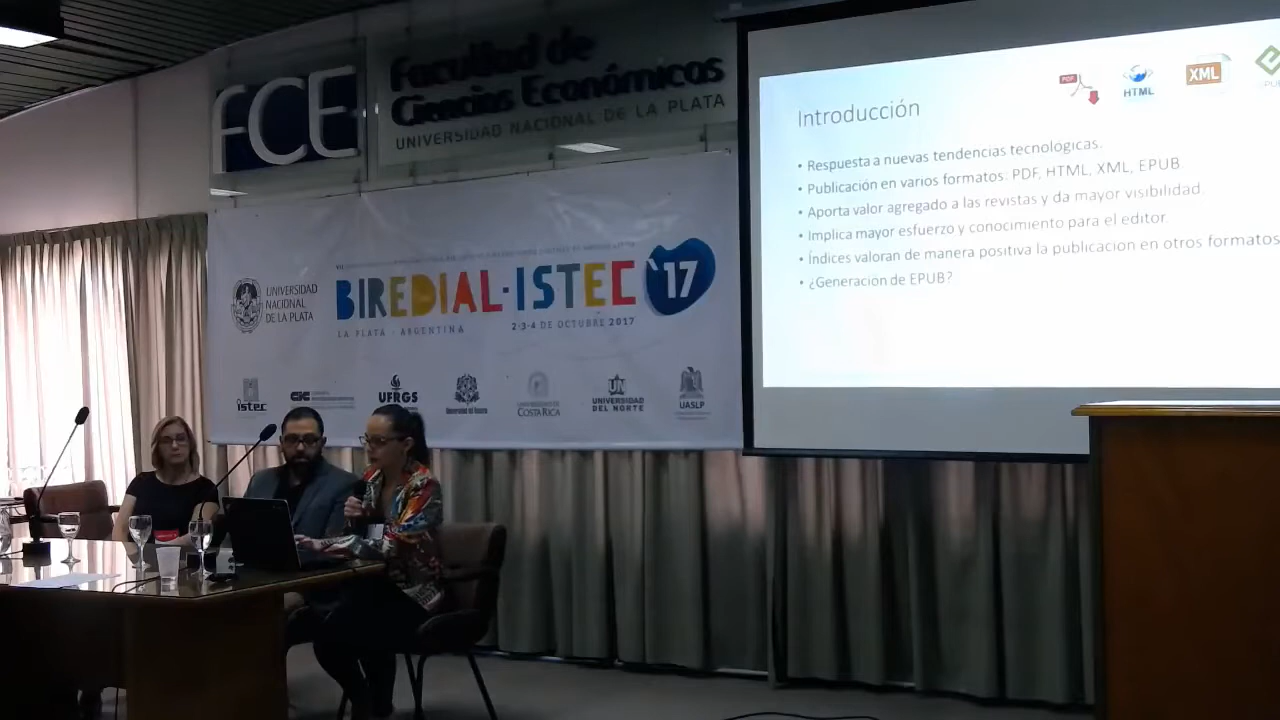 FCE
Facultad de
Ciencias Económicas
UNIVERSIDAD NACIONAL DE LA PLATA
UNIVERSIDAD
NACIONAL
DE LA PLATA
BIREDIAL-ISTEC '17
LA PLATA - ARGENTINA
2·3·4 DE OCTUBRE 2017
istec
CIC
UFRGS
COSTA RICA
UN
UNIVERSIDAD
DEL NORTE
UASLP
PDF
HTML
XML
Introducción
• Respuesta a nuevas tendencias tecnológicas.
• Publicación en varios formatos: PDF, HTML, XML, EPUB
• Aporta valor agregado a las revistas y da mayor visibilidad.
• Implica mayor esfuerzo y conocimiento para el editor.
• Índices valoran de manera positiva la publicación en otros formatos
• ¿Generacion de EPUB?